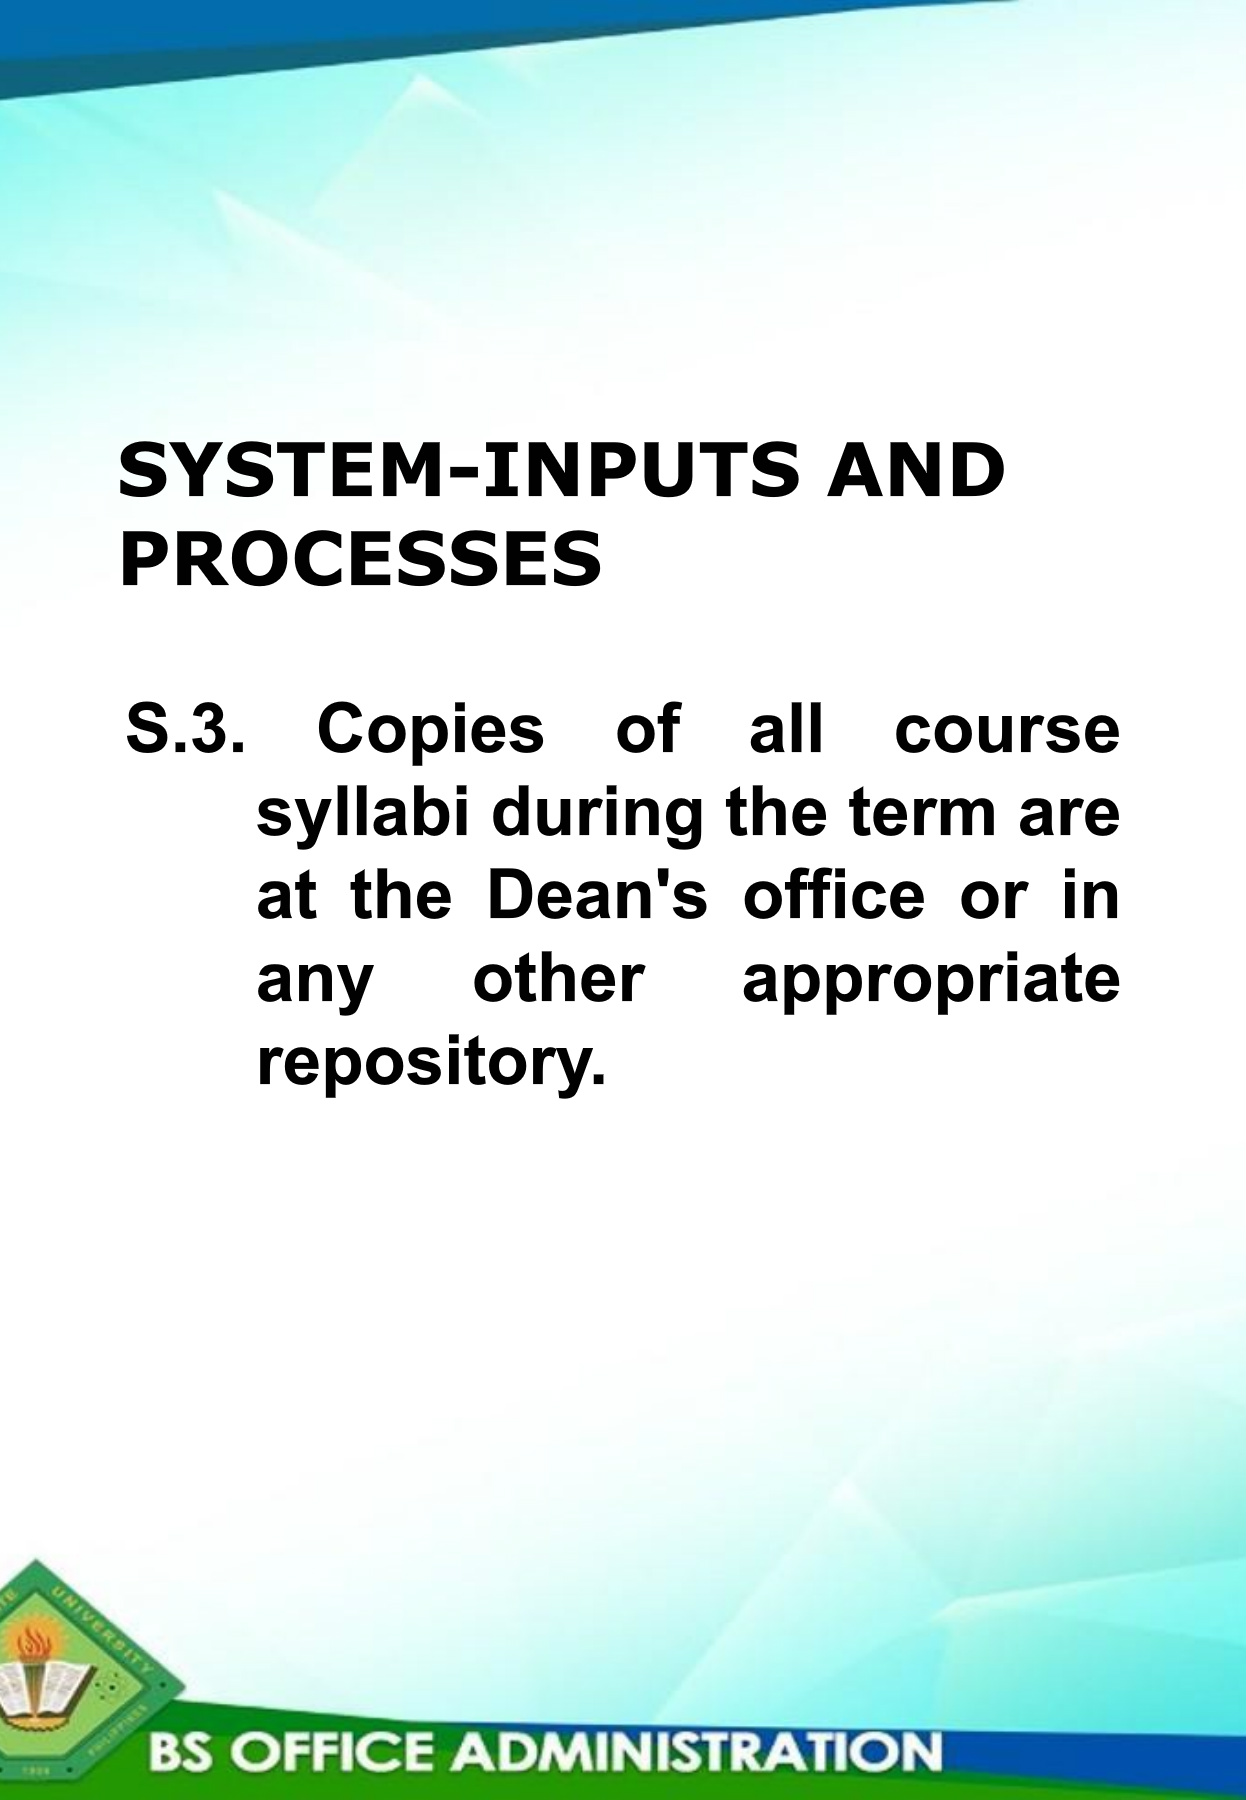 SYSTEM-INPUTS AND
PROCESSES
S.3. Copies of all course
syllabi during the term are
at the Dean's office or in
any other appropriate
repository.
UNIVERSITY
PHILIPPINES
BS OFFICE ADMINISTRATION